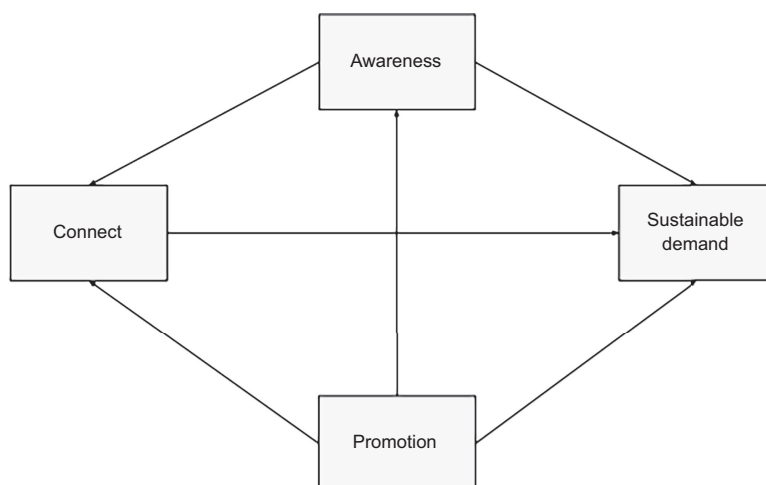 Awareness
Connect
Sustainable
demand
Promotion